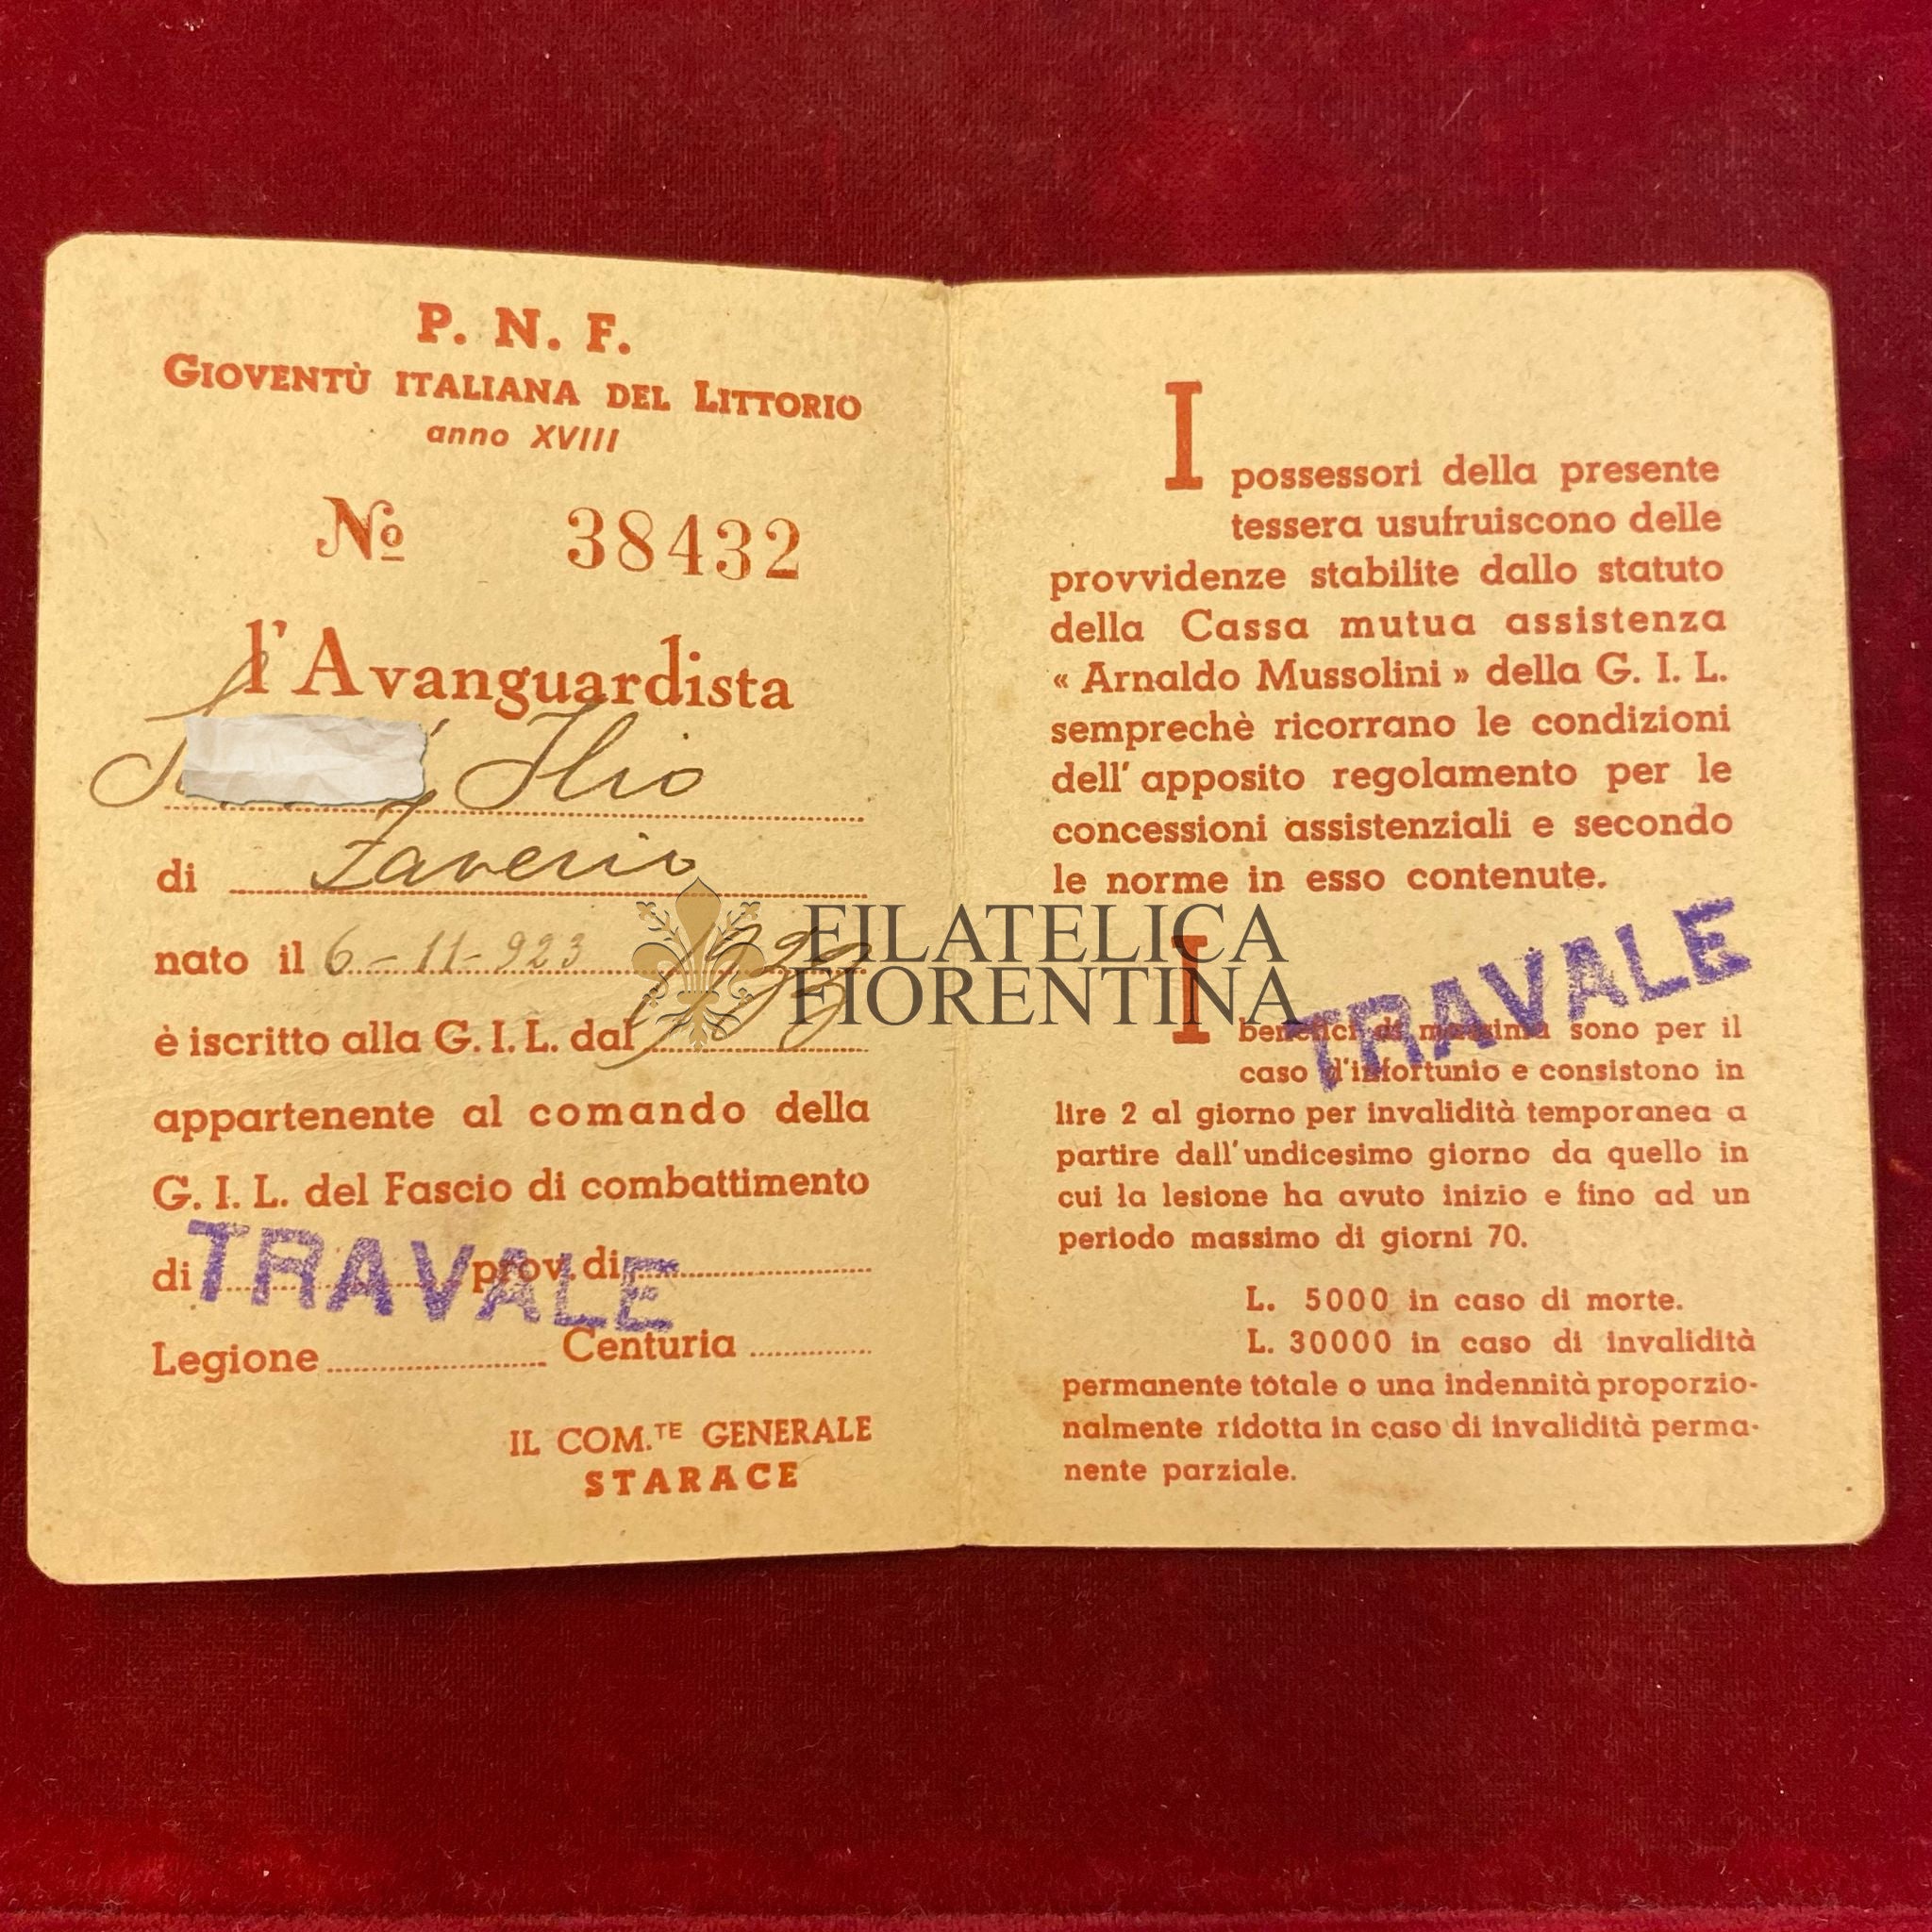 P. N. F.
GIOVENTÙ ITALIANA DEL LITTORIO
anno XVIII
No 38432
l'Avanguardista
Ilio
di Zaverio
nato il 6-11-923
è iscritto alla G. I. L. dal
appartenente al comando della
G. I. L. del Fascio di combattimento
di TRAVALE prov. di
Legione Centuria
IL COM.TE GENERALE
STARACE
I possessori della presente
tessera usufruiscono delle
provvidenze stabilite dallo statuto
della Cassa mutua assistenza
« Arnaldo Mussolini » della G. I. L.
semprechè ricorrano le condizioni
dell' apposito regolamento per le
concessioni assistenziali e secondo
le norme in esso contenute.
TRAVALE
I benefici di massima sono per il
caso d'infortunio e consistono in
lire 2 al giorno per invalidità temporanea a
partire dall'undicesimo giorno da quello in
cui la lesione ha avuto inizio e fino ad un
periodo massimo di giorni 70.
L. 5000 in caso di morte.
L. 30000 in caso di invalidità
permanente totale o una indennità proporzio-
nalmente ridotta in caso di invalidità perma-
nente parziale.
FILATELICA
FIORENTINA